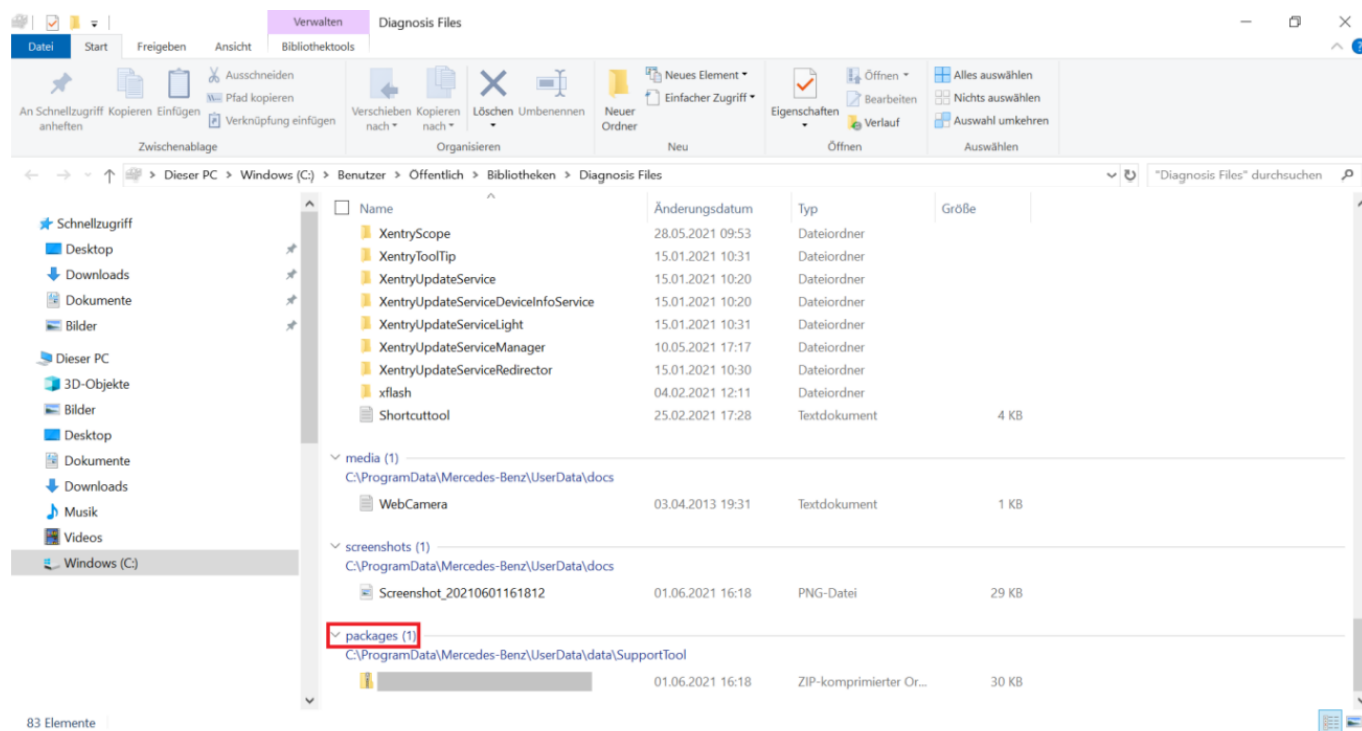 Verwalten
Diagnosis Files
Datei
Start
Freigeben
Ansicht
Bibliothektools
An Schnellzugriff anheften
Kopieren
Einfügen
Ausschneiden
Pfad kopieren
Verknüpfung einfügen
Zwischenablage
Verschieben nach
Kopieren nach
Löschen
Umbenennen
Organisieren
Neuer Ordner
Neues Element
Einfacher Zugriff
Neu
Eigenschaften
Öffnen
Bearbeiten
Verlauf
Öffnen
Alles auswählen
Nichts auswählen
Auswahl umkehren
Auswählen
Dieser PC > Windows (C:) > Benutzer > Öffentlich > Bibliotheken > Diagnosis Files
"Diagnosis Files" durchsuchen
Schnellzugriff
Desktop
Downloads
Dokumente
Bilder
Dieser PC
3D-Objekte
Bilder
Desktop
Dokumente
Downloads
Musik
Videos
Windows (C:)
Name Änderungsdatum Typ Größe
XentryScope 28.05.2021 09:53 Dateiordner
XentryToolTip 15.01.2021 10:31 Dateiordner
XentryUpdateService 15.01.2021 10:20 Dateiordner
XentryUpdateServiceDeviceInfoService 15.01.2021 10:20 Dateiordner
XentryUpdateServiceLight 15.01.2021 10:31 Dateiordner
XentryUpdateServiceManager 10.05.2021 17:17 Dateiordner
XentryUpdateServiceRedirector 15.01.2021 10:30 Dateiordner
xflash 04.02.2021 12:11 Dateiordner
Shortcuttool 25.02.2021 17:28 Textdokument 4 KB
media (1)
C:\ProgramData\Mercedes-Benz\UserData\docs
WebCamera 03.04.2013 19:31 Textdokument 1 KB
screenshots (1)
C:\ProgramData\Mercedes-Benz\UserData\docs
Screenshot_20210601161812 01.06.2021 16:18 PNG-Datei 29 KB
packages (1)
C:\ProgramData\Mercedes-Benz\UserData\data\SupportTool
01.06.2021 16:18 ZIP-komprimierter Or... 30 KB
83 Elemente